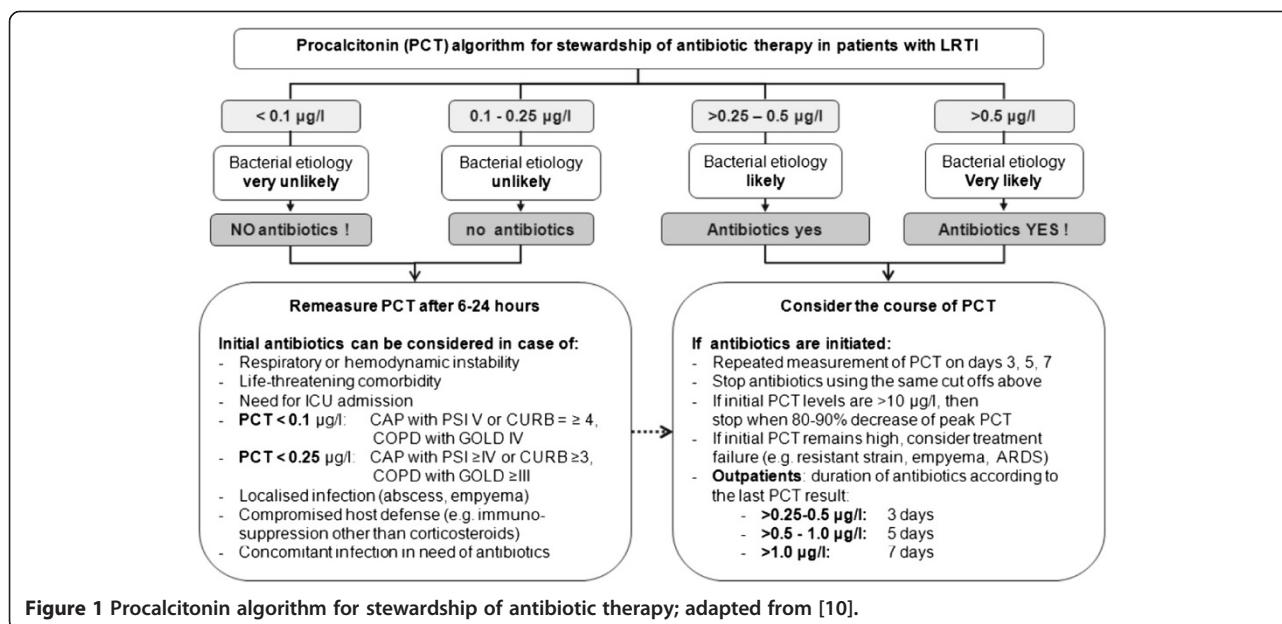 Procalcitonin (PCT) algorithm for stewardship of antibiotic therapy in patients with LRTI
< 0.1 µg/l
0.1 - 0.25 µg/l
>0.25 – 0.5 µg/l
>0.5 µg/l
Bacterial etiology
very unlikely
Bacterial etiology
unlikely
Bacterial etiology
likely
Bacterial etiology
Very likely
NO antibiotics !
no antibiotics
Antibiotics yes
Antibiotics YES !
Remeasure PCT after 6-24 hours
Initial antibiotics can be considered in case of:
- Respiratory or hemodynamic instability
- Life-threatening comorbidity
- Need for ICU admission
- PCT < 0.1 µg/l: CAP with PSI V or CURB = ≥ 4,
COPD with GOLD IV
- PCT < 0.25 µg/l: CAP with PSI ≥IV or CURB ≥3,
COPD with GOLD ≥III
- Localised infection (abscess, empyema)
- Compromised host defense (e.g. immuno-
suppression other than corticosteroids)
- Concomitant infection in need of antibiotics
Consider the course of PCT
If antibiotics are initiated:
- Repeated measurement of PCT on days 3, 5, 7
- Stop antibiotics using the same cut offs above
- If initial PCT levels are >10 µg/l, then
stop when 80-90% decrease of peak PCT
- If initial PCT remains high, consider treatment
failure (e.g. resistant strain, empyema, ARDS)
- Outpatients: duration of antibiotics according to
the last PCT result:
- >0.25-0.5 µg/l: 3 days
- >0.5 - 1.0 µg/l: 5 days
- >1.0 µg/l: 7 days
Figure 1 Procalcitonin algorithm for stewardship of antibiotic therapy; adapted from [10].